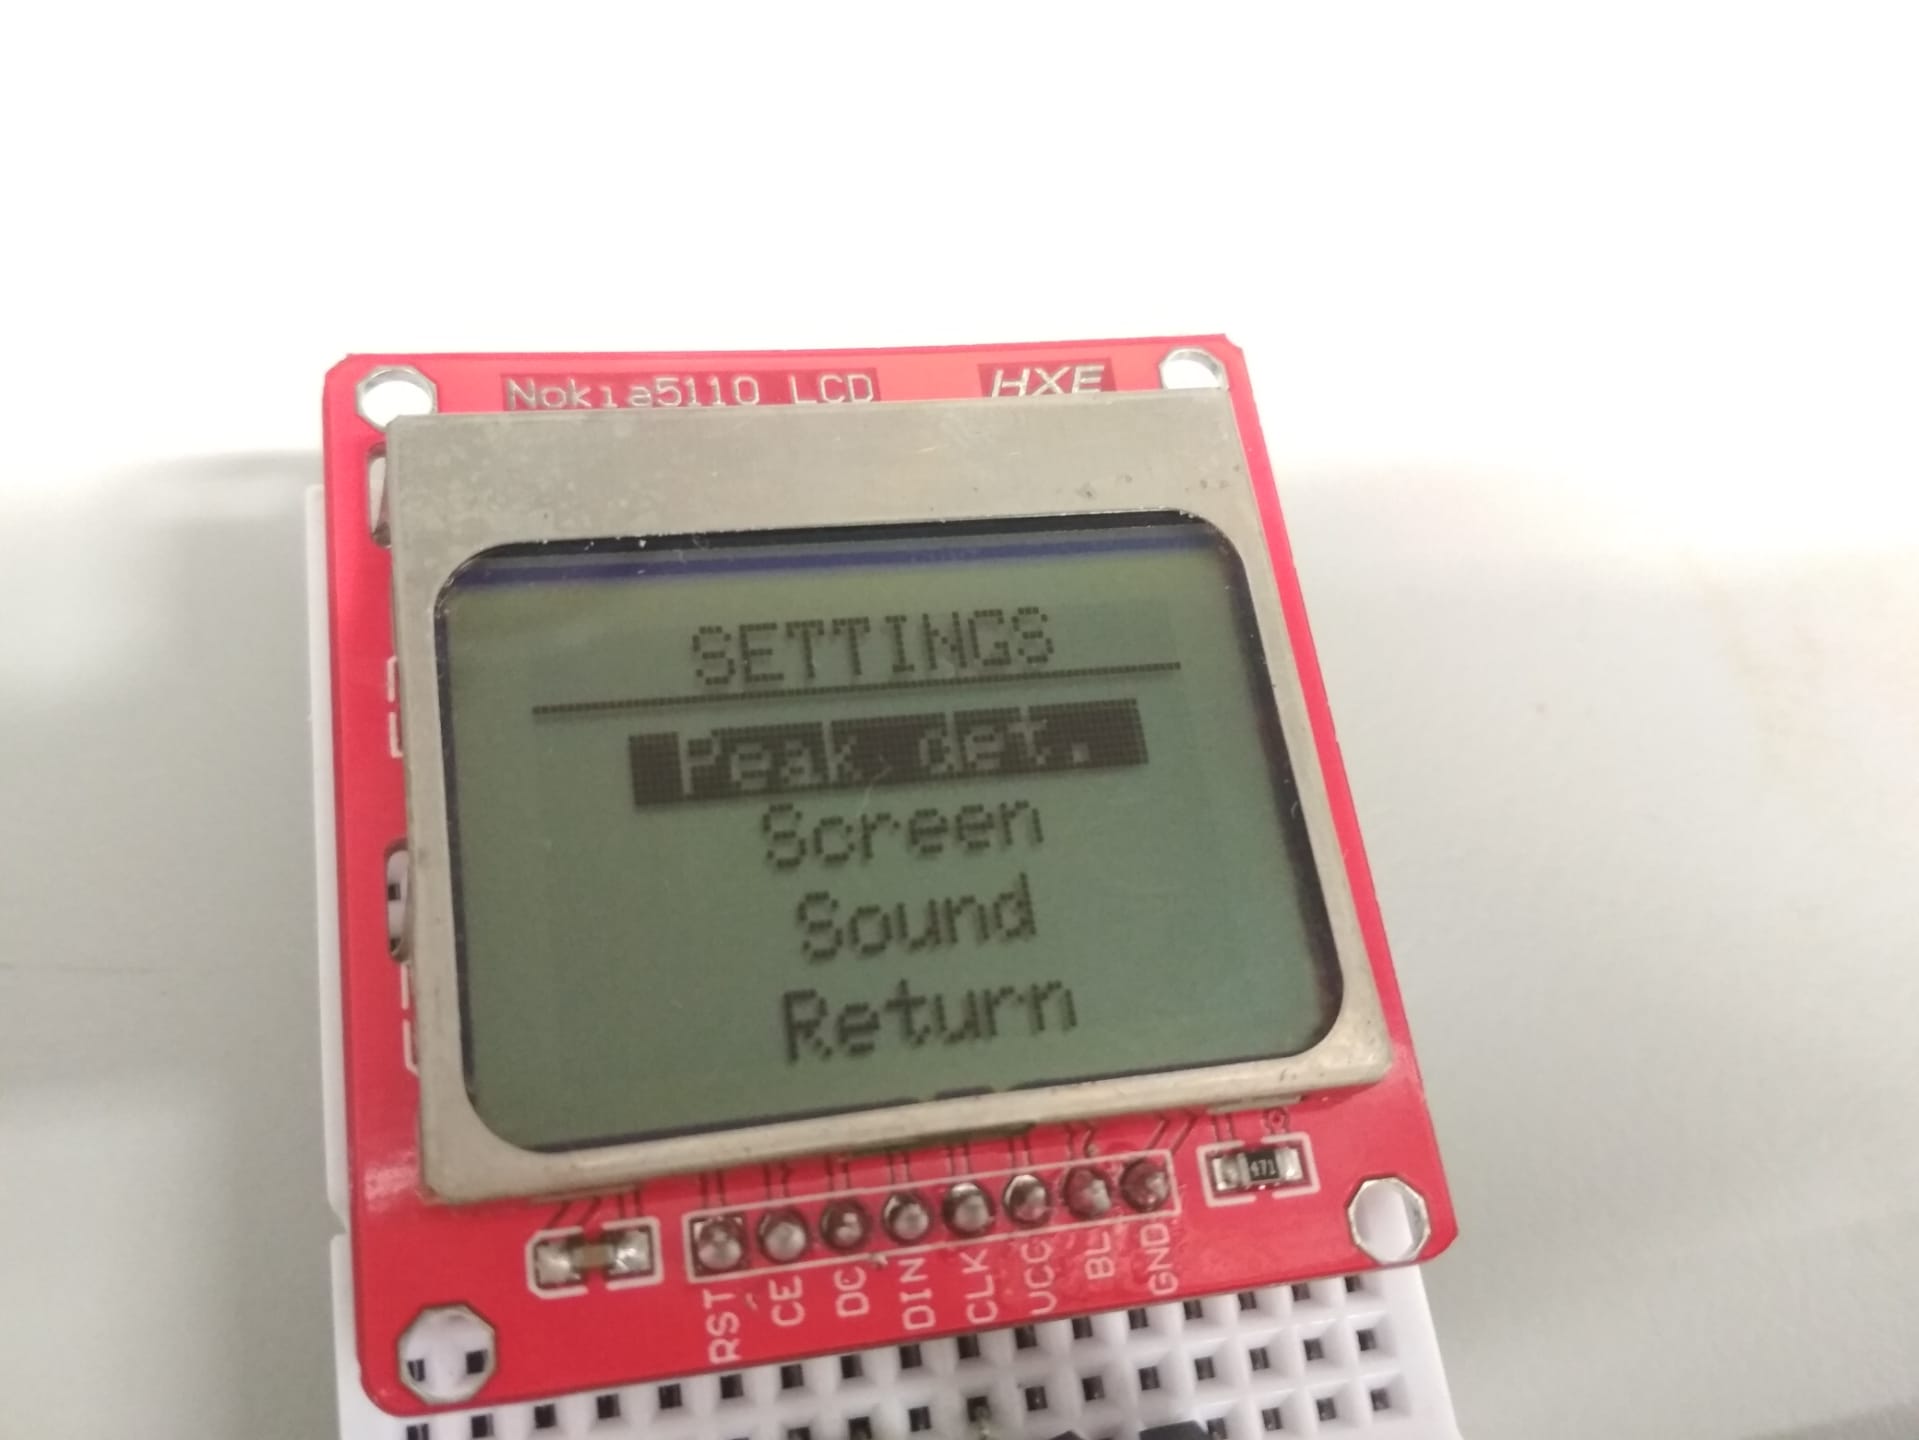 Nokia5110 LCD HXE
SETTINGS
Peak det.
Screen
Sound
Return
471
RST CE DC DIN CLK VCC BL GND